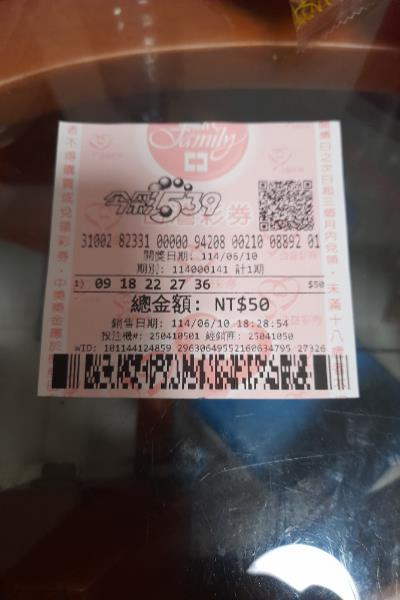 Family
今彩539
31002 82331 00000 94208 00210 08892 01
開獎日期: 114/06/10
期別: 114000141 計1期
1) 09 18 22 27 36 $50
總金額: NT$50
銷售日期: 114/06/10 18:28:54
投注機#: 250410501 經銷商: 25041050
WID: 101144124859 29630649552160634795 27326